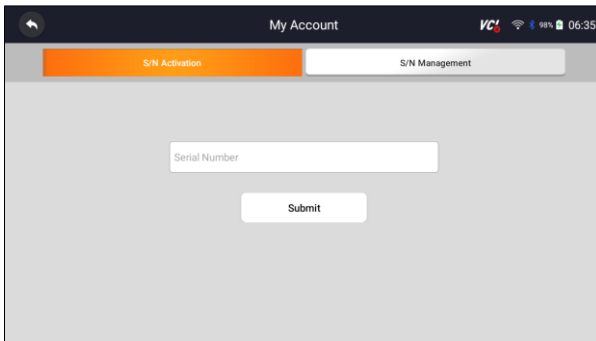 My Account
VCI 98% 06:35
S/N Activation
S/N Management
Serial Number
Submit